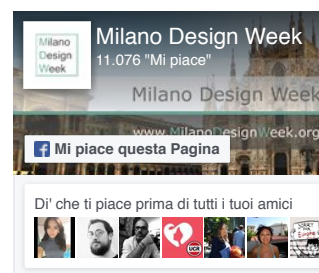 Milano
Design
Week
Milano Design Week
11.076 "Mi piace"
Milano Design Week
www.MilanoDesignWeek.org
Mi piace questa Pagina
Di' che ti piace prima di tutti i tuoi amici
UCR